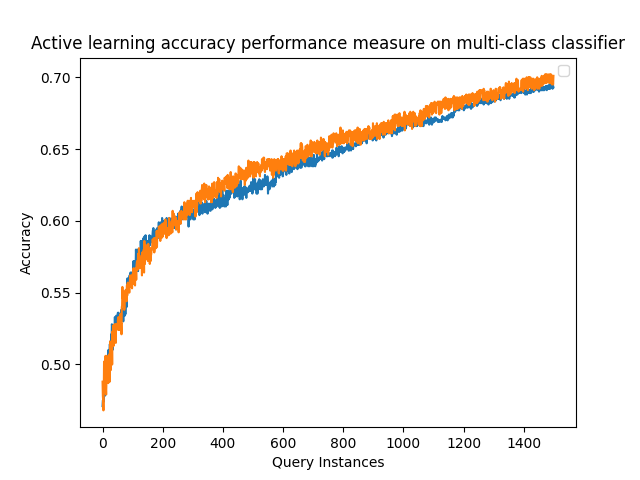 Active learning accuracy performance measure on multi-class classifier
0.70
0.65
0.60
0.55
0.50
Accuracy
0 200 400 600 800 1000 1200 1400
Query Instances